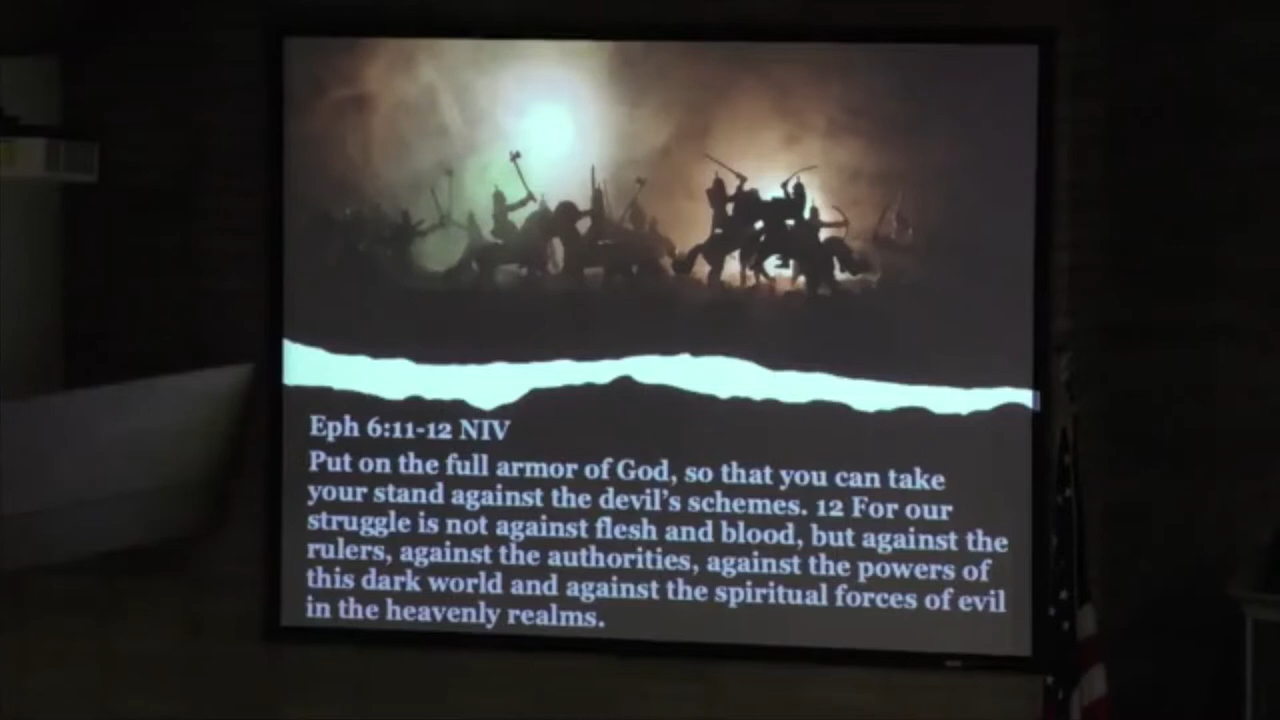 Eph 6:11-12 NIV
Put on the full armor of God, so that you can take
your stand against the devil's schemes. 12 For our
struggle is not against flesh and blood, but against the
rulers, against the authorities, against the powers of
this dark world and against the spiritual forces of evil
in the heavenly realms.